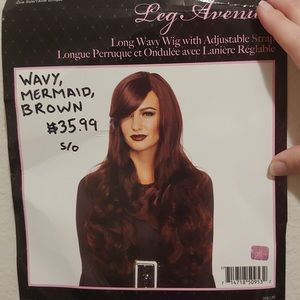 Leg Avenue
Long Wavy Wig with Adjustable Strap
Longue Perruque et Ondulée avec Lanière Réglable
WAVY,
MERMAID,
BROWN
$35.99
S/O